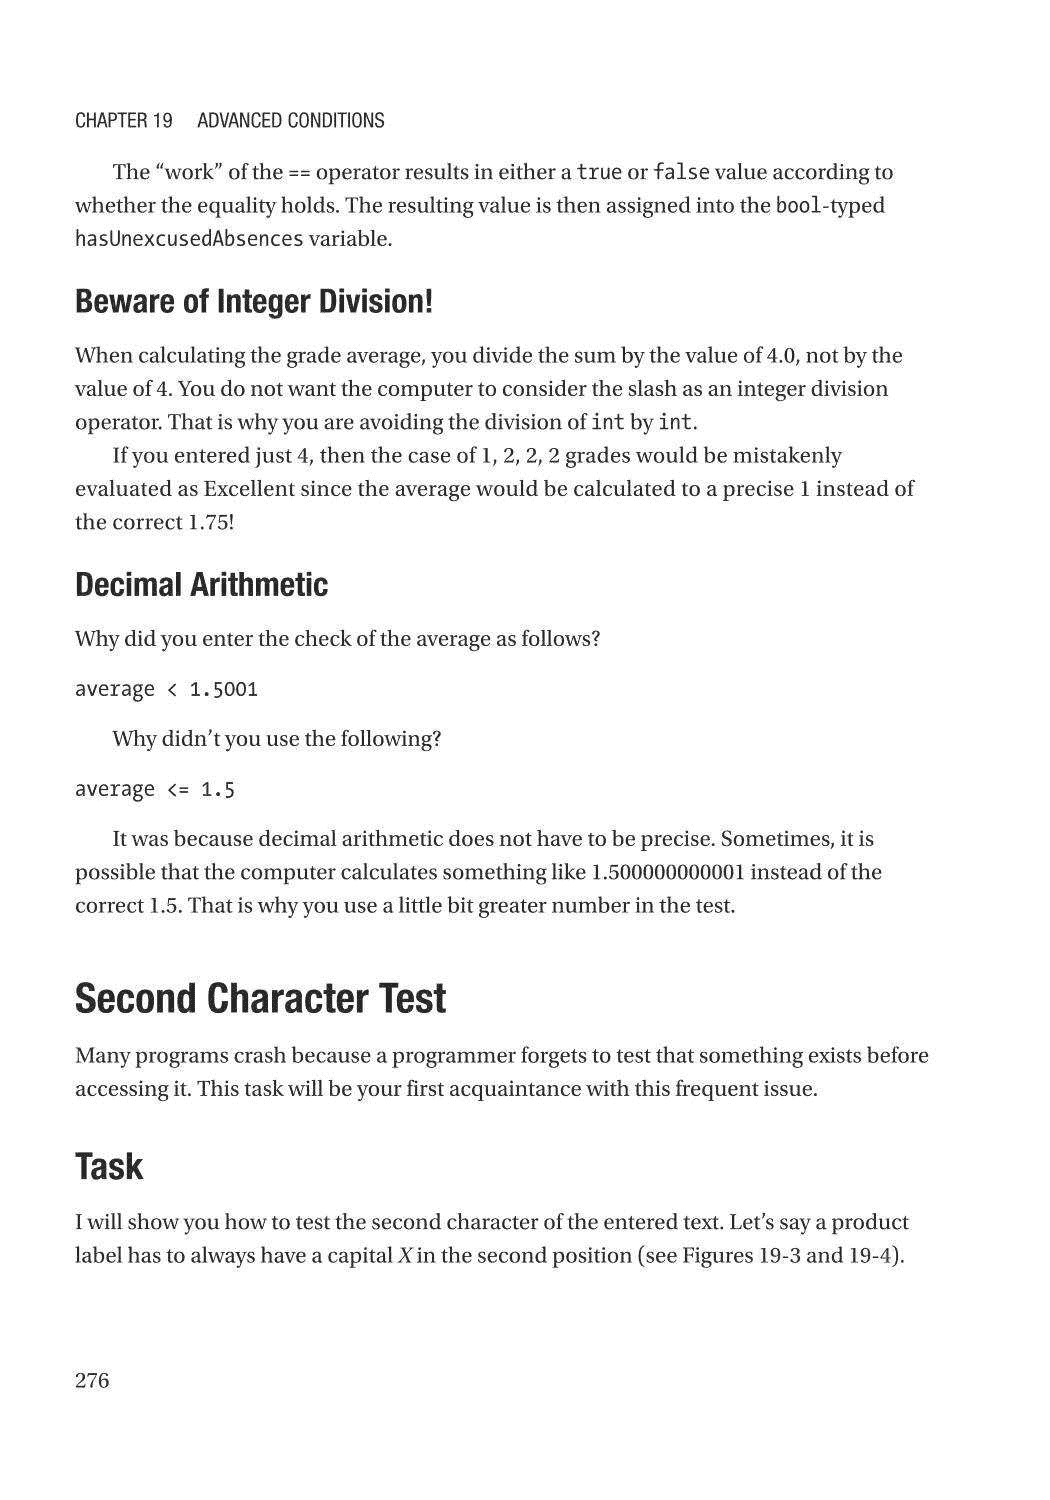 CHAPTER 19 ADVANCED CONDITIONS
The “work” of the == operator results in either a true or false value according to
whether the equality holds. The resulting value is then assigned into the bool-typed
hasUnexcusedAbsences variable.
Beware of Integer Division!
When calculating the grade average, you divide the sum by the value of 4.0, not by the
value of 4. You do not want the computer to consider the slash as an integer division
operator. That is why you are avoiding the division of int by int.
If you entered just 4, then the case of 1, 2, 2, 2 grades would be mistakenly
evaluated as Excellent since the average would be calculated to a precise 1 instead of
the correct 1.75!
Decimal Arithmetic
Why did you enter the check of the average as follows?
average < 1.5001
Why didn’t you use the following?
average <= 1.5
It was because decimal arithmetic does not have to be precise. Sometimes, it is
possible that the computer calculates something like 1.500000000001 instead of the
correct 1.5. That is why you use a little bit greater number in the test.
Second Character Test
Many programs crash because a programmer forgets to test that something exists before
accessing it. This task will be your first acquaintance with this frequent issue.
Task
I will show you how to test the second character of the entered text. Let’s say a product
label has to always have a capital X in the second position (see Figures 19-3 and 19-4).
276